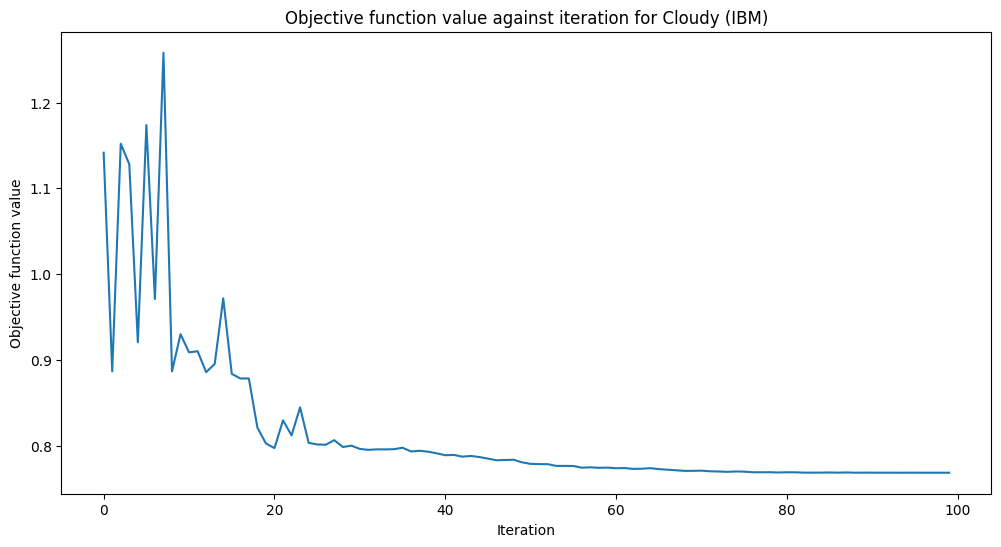 Objective function value against iteration for Cloudy (IBM)
Objective function value
1.2
1.1
1.0
0.9
0.8
0 20 40 60 80 100
Iteration